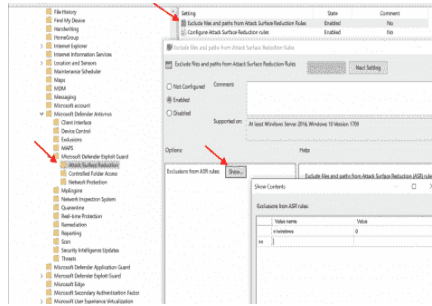 File History
Find My Device
Handwriting
HomeGroup
Internet Explorer
Internet Information Services
Location and Sensors
Maintenance Scheduler
Maps
MDM
Messaging
Microsoft account
Microsoft Defender Antivirus
Client Interface
Device Control
Exclusions
MAPS
Microsoft Defender Exploit Guard
Attack Surface Reduction
Controlled Folder Access
Network Protection
MpEngine
Network Inspection System
Quarantine
Real-time Protection
Remediation
Reporting
Scan
Security Intelligence Updates
Threats
Microsoft Defender Application Guard
Microsoft Defender Exploit Guard
Microsoft Edge
Microsoft Secondary Authentication Factor
Microsoft User Experience Virtualization
Setting State Comment
Exclude files and paths from Attack Surface Reduction Rules Enabled No
Configure Attack Surface Reduction rules Enabled No
Exclude files and paths from Attack Surface Reduction Rules
Exclude files and paths from Attack Surface Reduction Rules
Next Setting
Not Configured Comment:
Enabled
Disabled
Supported on: At least Windows Server 2016, Windows 10 Version 1709
Options: Help:
Exclusions from ASR rules: Show...
Exclude files and paths from Attack Surface Reduction (ASR) rule
Show Contents
Exclusions from ASR rules:
Value name Value
0